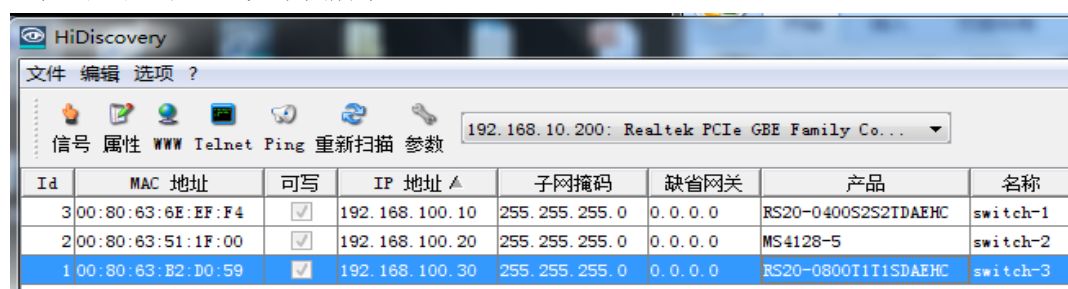 HiDiscovery
文件 编辑 选项 ?
信号 属性 WWW Telnet Ping 重新扫描 参数 192.168.10.200: Realtek PCIe GBE Family Co...
Id MAC 地址 可写 IP 地址 子网掩码 缺省网关 产品 名称
3 00:80:63:6E:EF:F4 192.168.100.10 255.255.255.0 0.0.0.0 RS20-0400S2S2TDAEHC switch-1
2 00:80:63:51:1F:00 192.168.100.20 255.255.255.0 0.0.0.0 MS4128-5 switch-2
1 00:80:63:B2:D0:59 192.168.100.30 255.255.255.0 0.0.0.0 RS20-0800T1T1SDAEHC switch-3